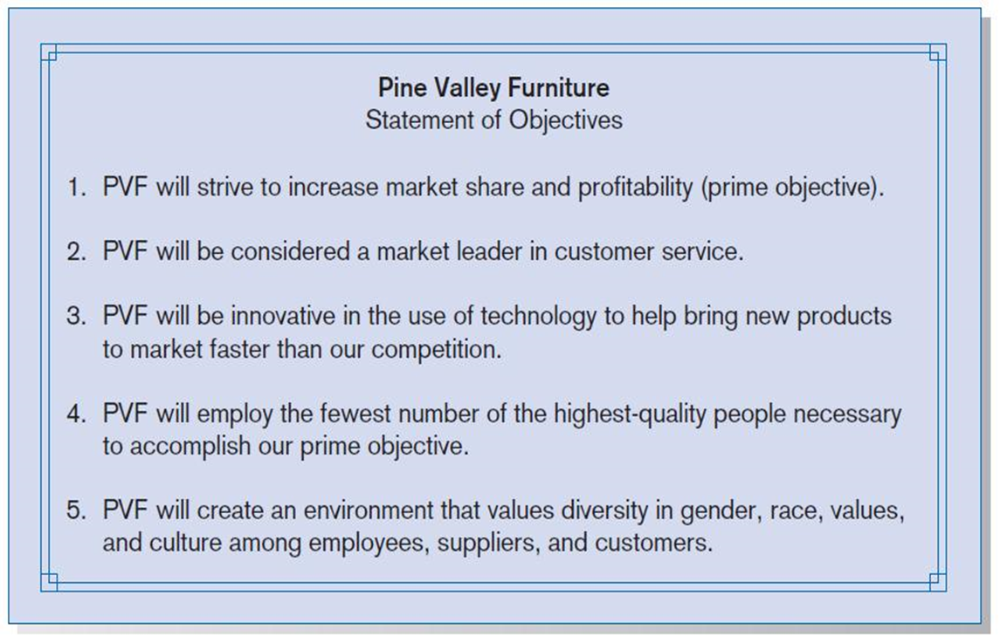 Pine Valley Furniture
Statement of Objectives
1. PVF will strive to increase market share and profitability (prime objective).
2. PVF will be considered a market leader in customer service.
3. PVF will be innovative in the use of technology to help bring new products
to market faster than our competition.
4. PVF will employ the fewest number of the highest-quality people necessary
to accomplish our prime objective.
5. PVF will create an environment that values diversity in gender, race, values,
and culture among employees, suppliers, and customers.